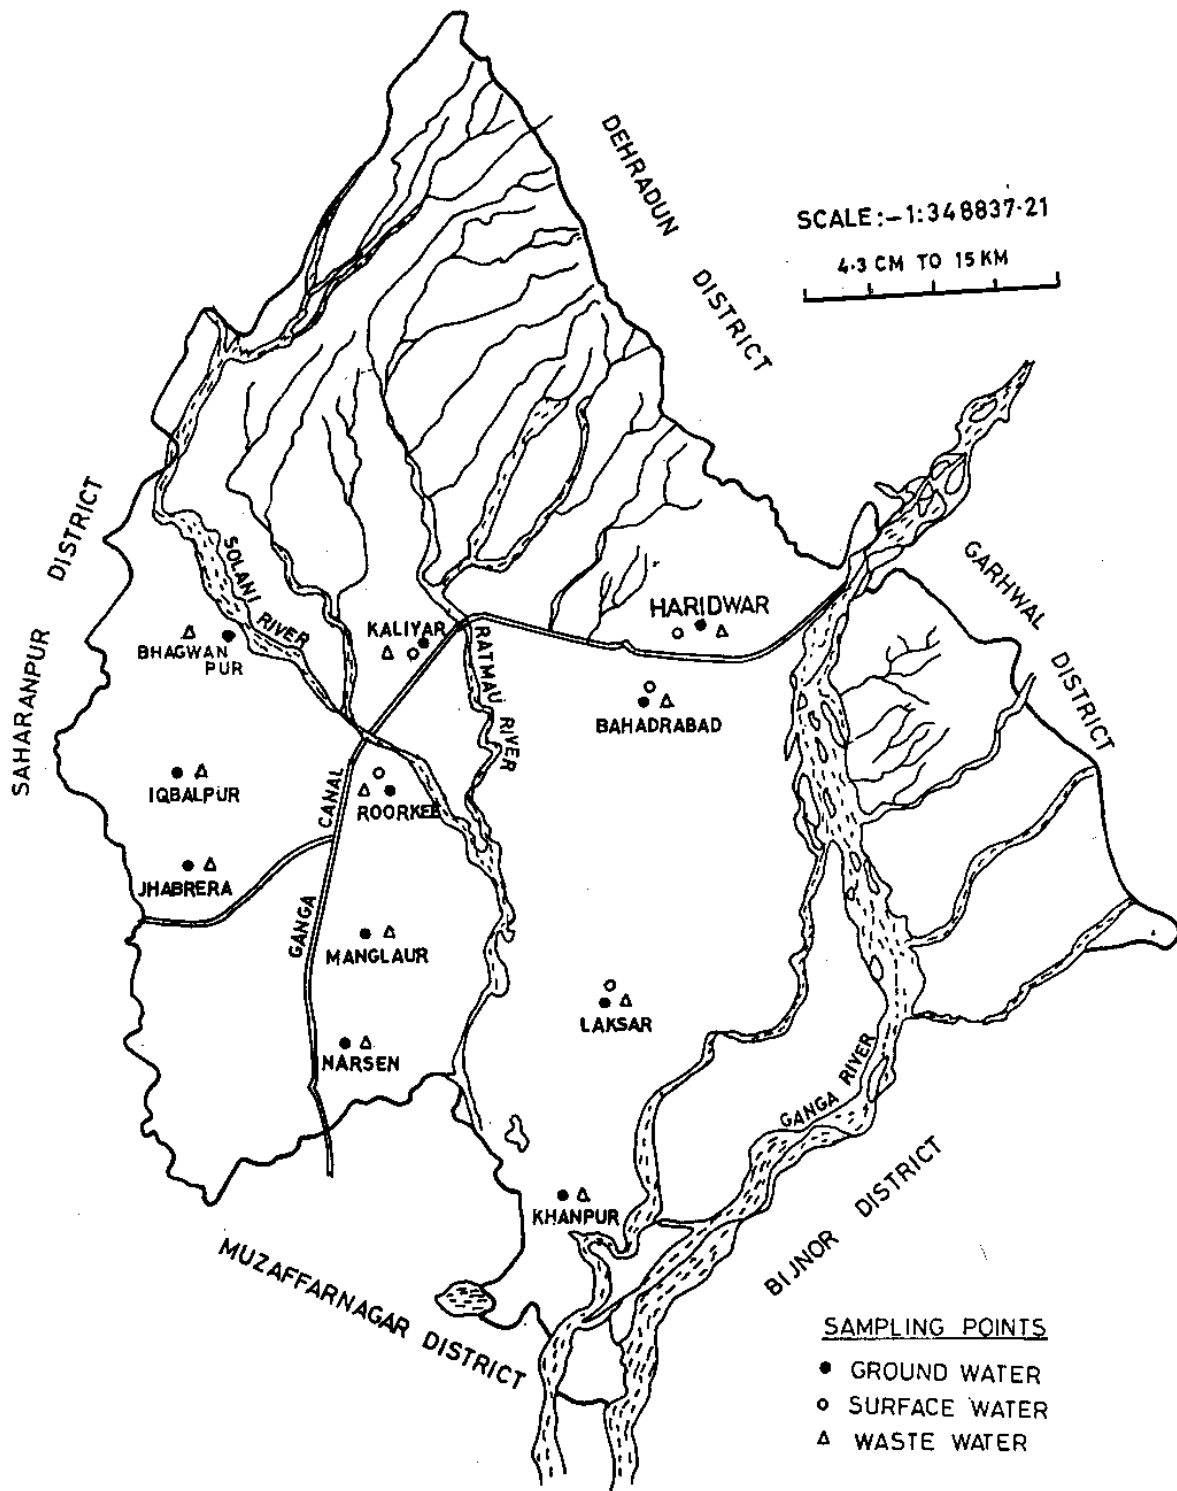 DEHRADUN DISTRICT
SCALE:-1:348837·21
4·3 CM TO 15 KM
SAHARANPUR DISTRICT
GARHWAL DISTRICT
SOLANI RIVER
HARIDWAR
KALIYAR
BHAGWAN
PUR
RATMAU RIVER
BAHADRABAD
IQBALPUR
ROORKEE
GANGA CANAL
JHABRERA
MANGLAUR
LAKSAR
NARSEN
GANGA RIVER
KHANPUR
BIJNOR DISTRICT
MUZAFFARNAGAR DISTRICT
SAMPLING POINTS
GROUND WATER
SURFACE WATER
WASTE WATER